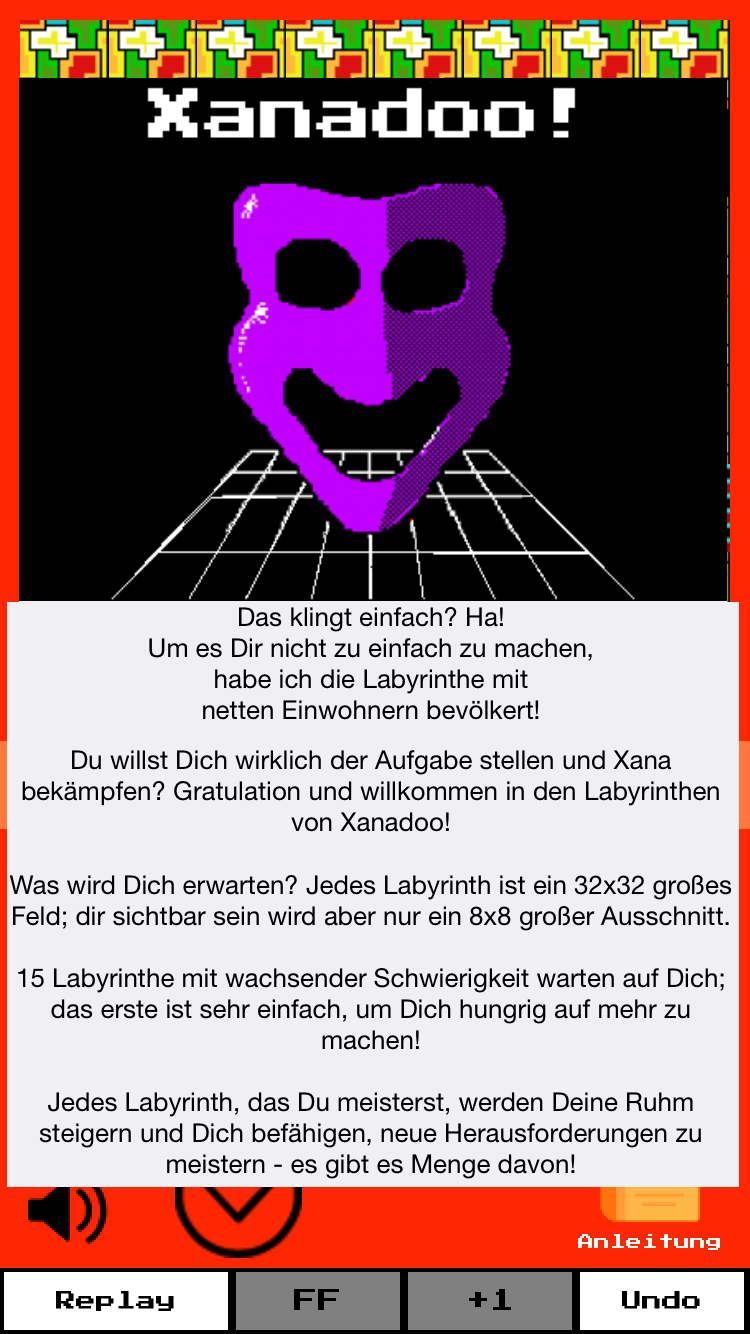 Xanadoo!
Das klingt einfach? Ha!
Um es Dir nicht zu einfach zu machen,
habe ich die Labyrinthe mit
netten Einwohnern bevölkert!
Du willst Dich wirklich der Aufgabe stellen und Xana
bekämpfen? Gratulation und willkommen in den Labyrinthen
von Xanadoo!
Was wird Dich erwarten? Jedes Labyrinth ist ein 32x32 großes
Feld; dir sichtbar sein wird aber nur ein 8x8 großer Ausschnitt.
15 Labyrinthe mit wachsender Schwierigkeit warten auf Dich;
das erste ist sehr einfach, um Dich hungrig auf mehr zu
machen!
Jedes Labyrinth, das Du meisterst, werden Deine Ruhm
steigern und Dich befähigen, neue Herausforderungen zu
meistern - es gibt es Menge davon!
Anleitung
Replay FF +1 Undo